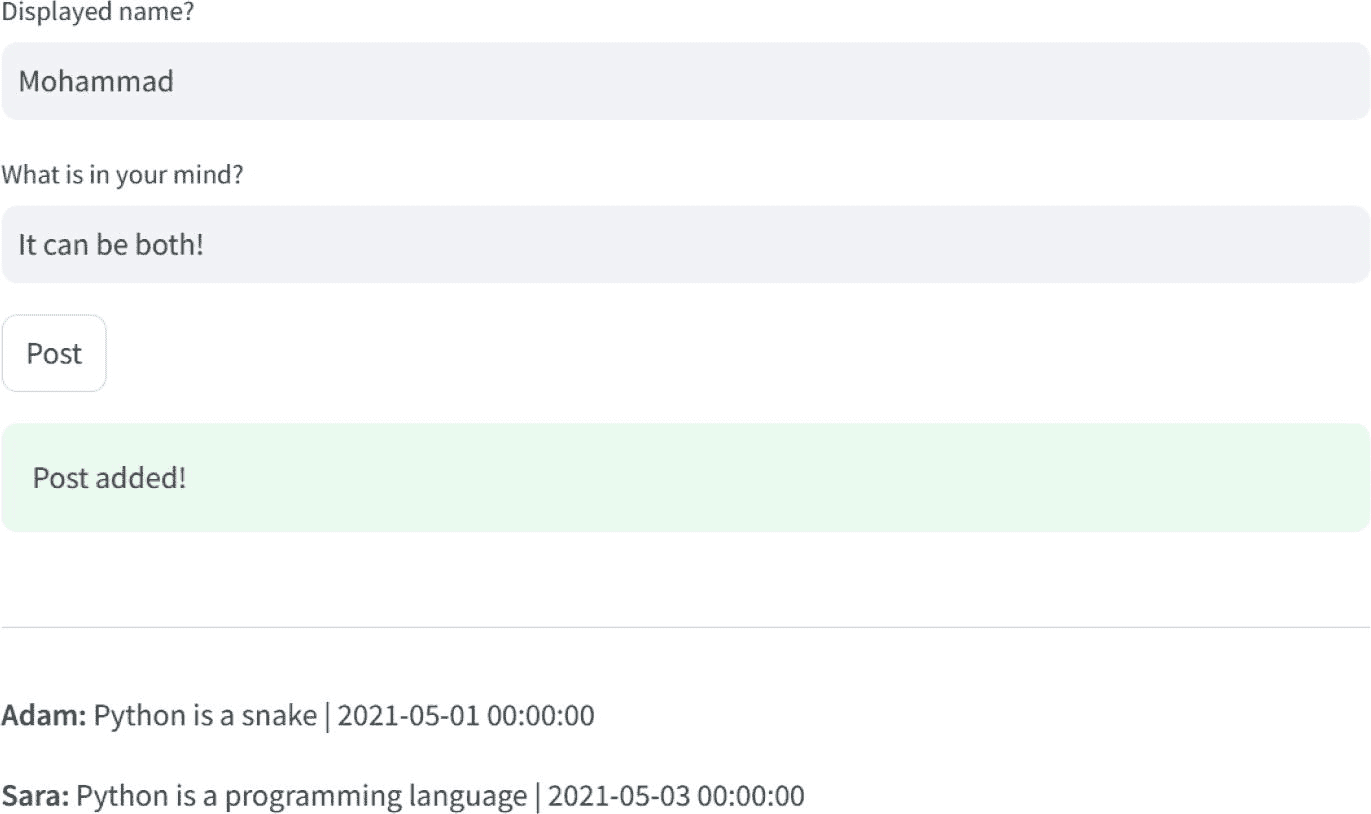 Displayed name?
Mohammad
What is in your mind?
It can be both!
Post
Post added!
Adam: Python is a snake | 2021-05-01 00:00:00
Sara: Python is a programming language | 2021-05-03 00:00:00